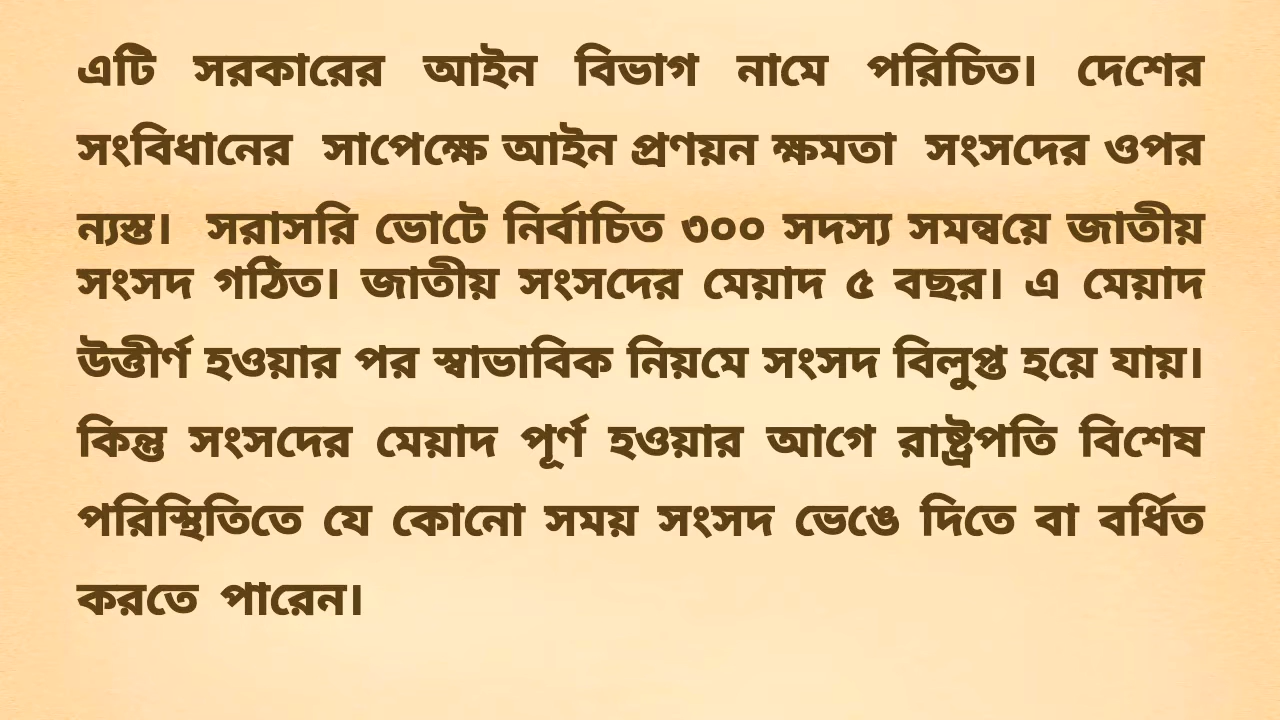 এটি সরকারের আইন বিভাগ নামে পরিচিত। দেশের
সংবিধানের সাপেক্ষে আইন প্রণয়ন ক্ষমতা সংসদের ওপর
ন্যস্ত। সরাসরি ভোটে নির্বাচিত ৩০০ সদস্য সমন্বয়ে জাতীয়
সংসদ গঠিত। জাতীয় সংসদের মেয়াদ ৫ বছর। এ মেয়াদ
উত্তীর্ণ হওয়ার পর স্বাভাবিক নিয়মে সংসদ বিলুপ্ত হয়ে যায়।
কিন্তু সংসদের মেয়াদ পূর্ণ হওয়ার আগে রাষ্ট্রপতি বিশেষ
পরিস্থিতিতে যে কোনো সময় সংসদ ভেঙে দিতে বা বর্ধিত
করতে পারেন।